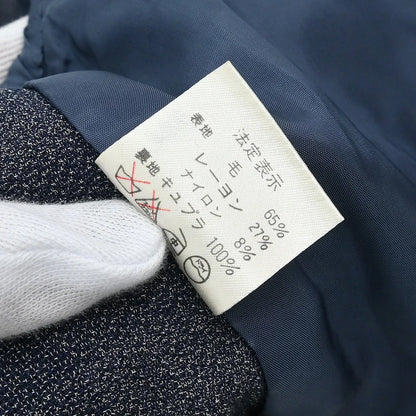 法定表示
表地 毛 65%
レーヨン 27%
ナイロン 8%
裏地 キュプラ 100%